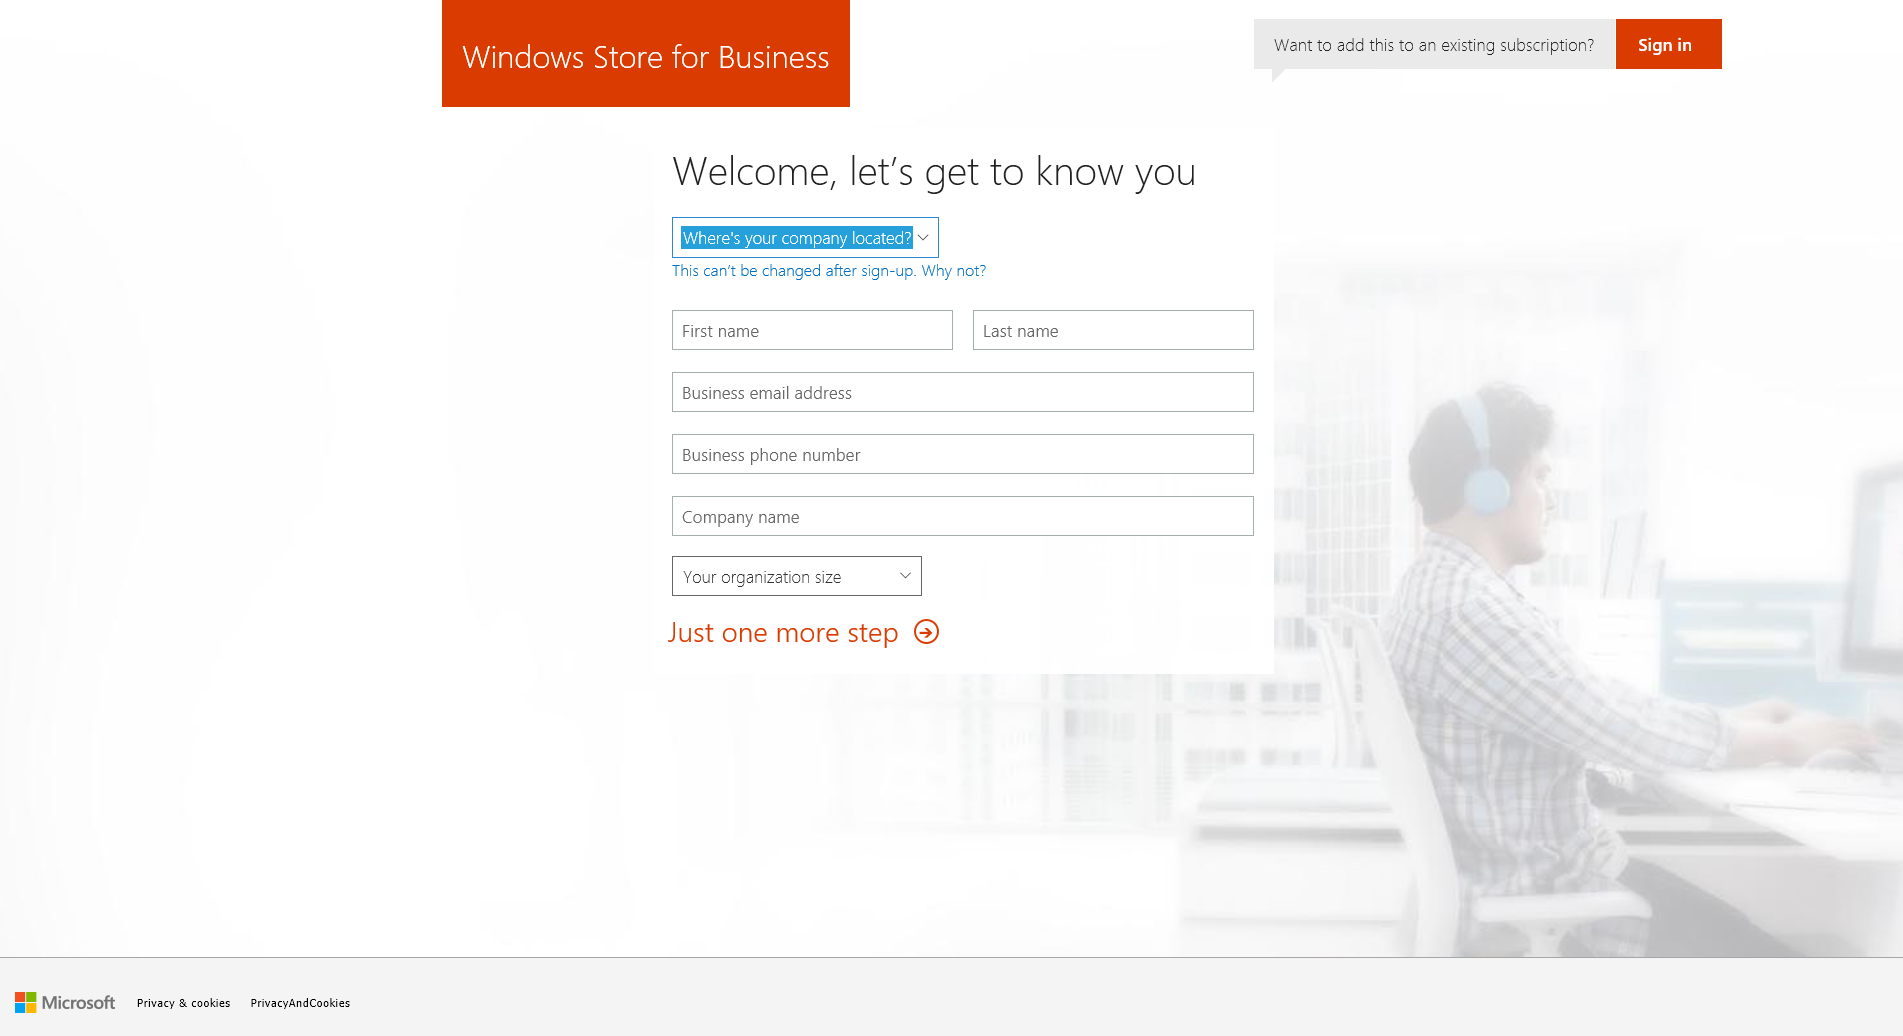 Windows Store for Business
Want to add this to an existing subscription?
Sign in
Welcome, let’s get to know you
Where's your company located?
This can’t be changed after sign-up. Why not?
First name
Last name
Business email address
Business phone number
Company name
Your organization size
Just one more step
Microsoft
Privacy & cookies
PrivacyAndCookies